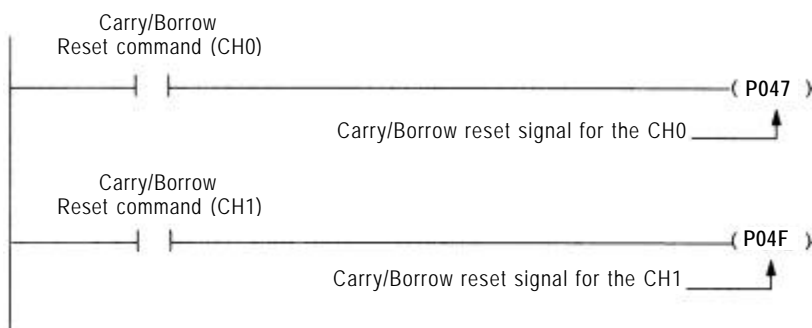 Carry/Borrow
Reset command (CH0)
( P047 )
Carry/Borrow reset signal for the CH0
Carry/Borrow
Reset command (CH1)
( P04F )
Carry/Borrow reset signal for the CH1